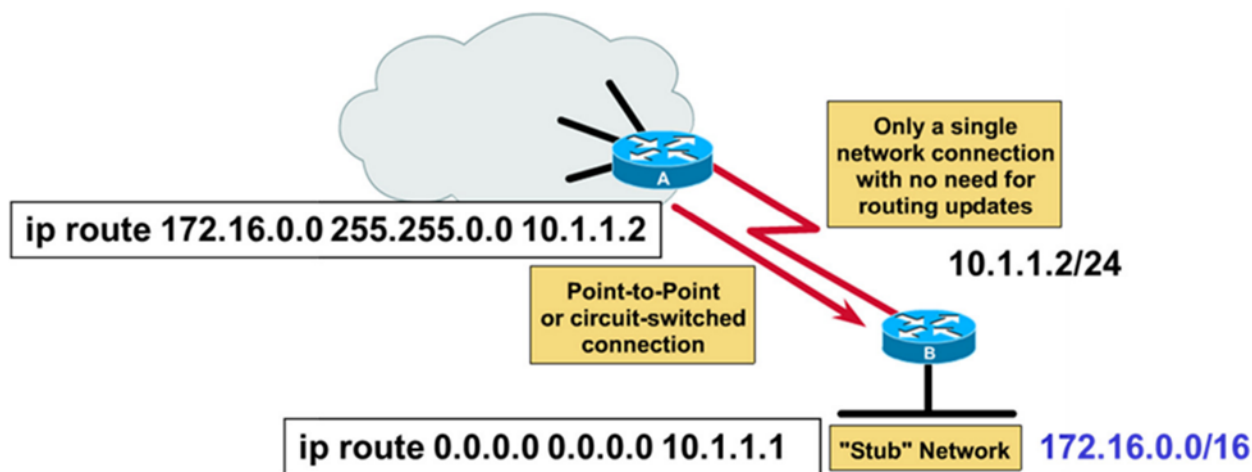 A
Only a single
network connection
with no need for
routing updates
ip route 172.16.0.0 255.255.0.0 10.1.1.2
10.1.1.2/24
Point-to-Point
or circuit-switched
connection
B
ip route 0.0.0.0 0.0.0.0 10.1.1.1
"Stub" Network
172.16.0.0/16